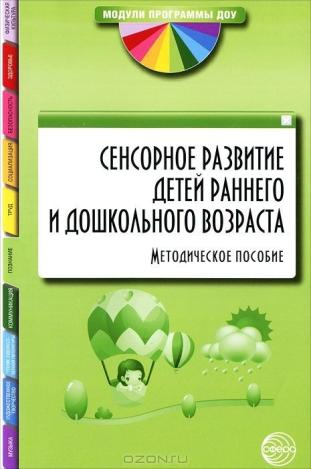 МОДУЛИ ПРОГРАММЫ ДОУ
СЕНСОРНОЕ РАЗВИТИЕ
ДЕТЕЙ РАННЕГО
И ДОШКОЛЬНОГО ВОЗРАСТА
МЕТОДИЧЕСКОЕ ПОСОБИЕ
ФИЗИЧЕСКАЯ
КУЛЬТУРА
ЗДОРОВЬЕ
БЕЗОПАСНОСТЬ
СОЦИАЛИЗАЦИЯ
ТРУД
ПОЗНАНИЕ
КОММУНИКАЦИЯ
ХУДОЖЕСТВЕННОЕ
ТВОРЧЕСТВО
МУЗЫКА
сфера
OZON.RU